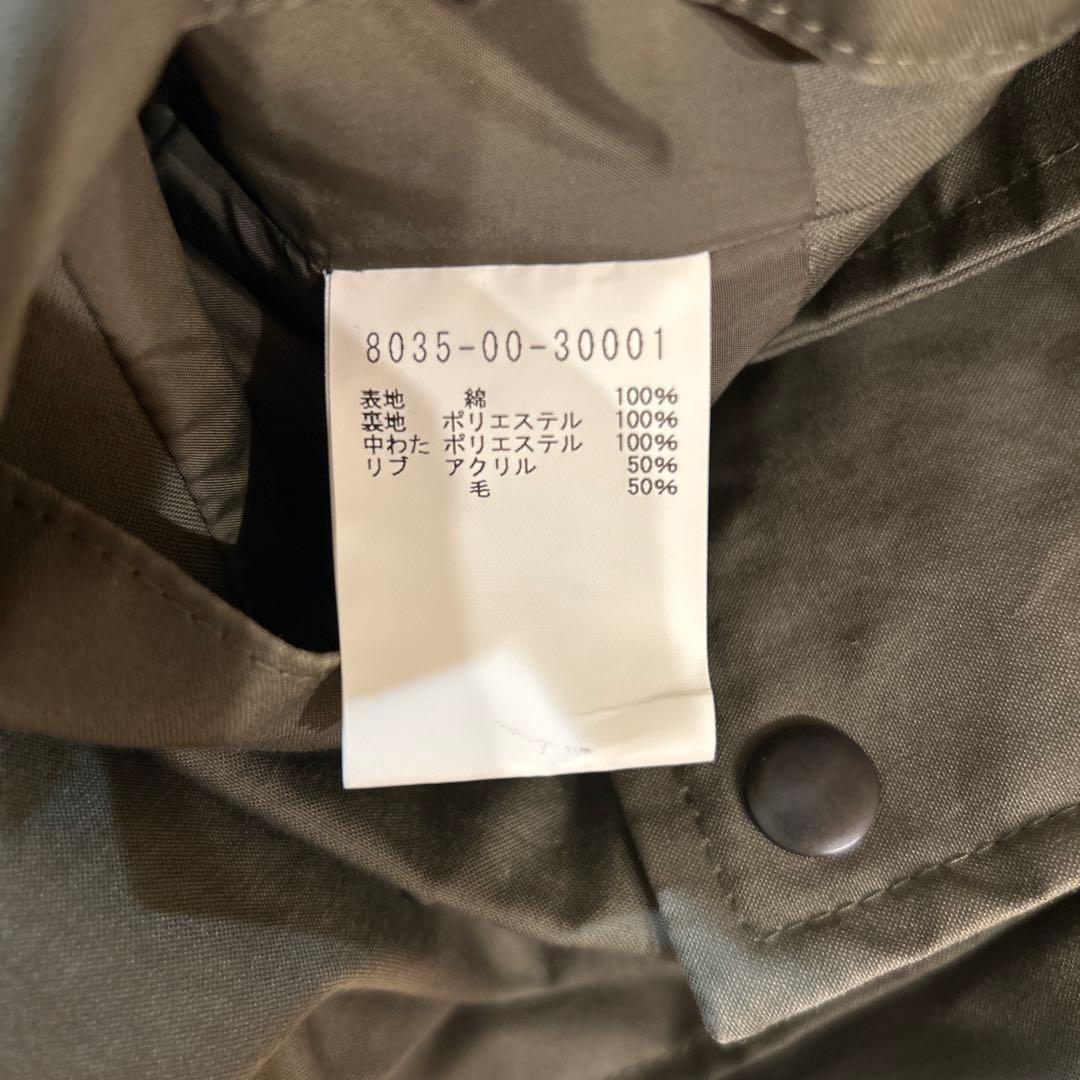 8035-00-30001
表地 綿 100%
裏地 ポリエステル 100%
中わた ポリエステル 100%
リブ アクリル 50%
毛 50%